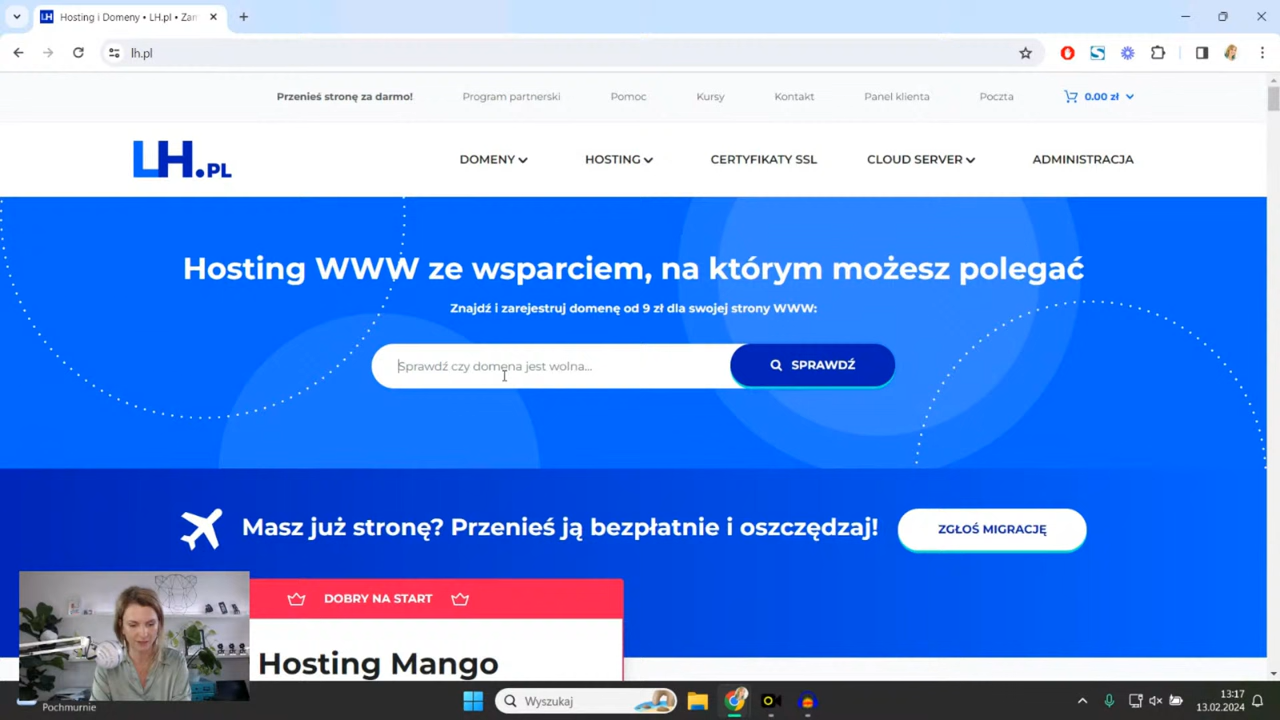 Hosting i Domeny • LH.pl • Zan
lh.pl
Przenieś stronę za darmo!
Program partnerski
Pomoc
Kursy
Kontakt
Panel klienta
Poczta
0.00 zł
LH.PL
DOMENY
HOSTING
CERTYFIKATY SSL
CLOUD SERVER
ADMINISTRACJA
Hosting WWW ze wsparciem, na którym możesz polegać
Znajdź i zarejestruj domenę od 9 zł dla swojej strony WWW:
Sprawdź czy domena jest wolna...
SPRAWDŹ
Masz już stronę? Przenieś ją bezpłatnie i oszczędzaj!
ZGŁOŚ MIGRACJĘ
DOBRY NA START
Hosting Mango
Pochmurnie
Wyszukaj
13:17
13.02.2024